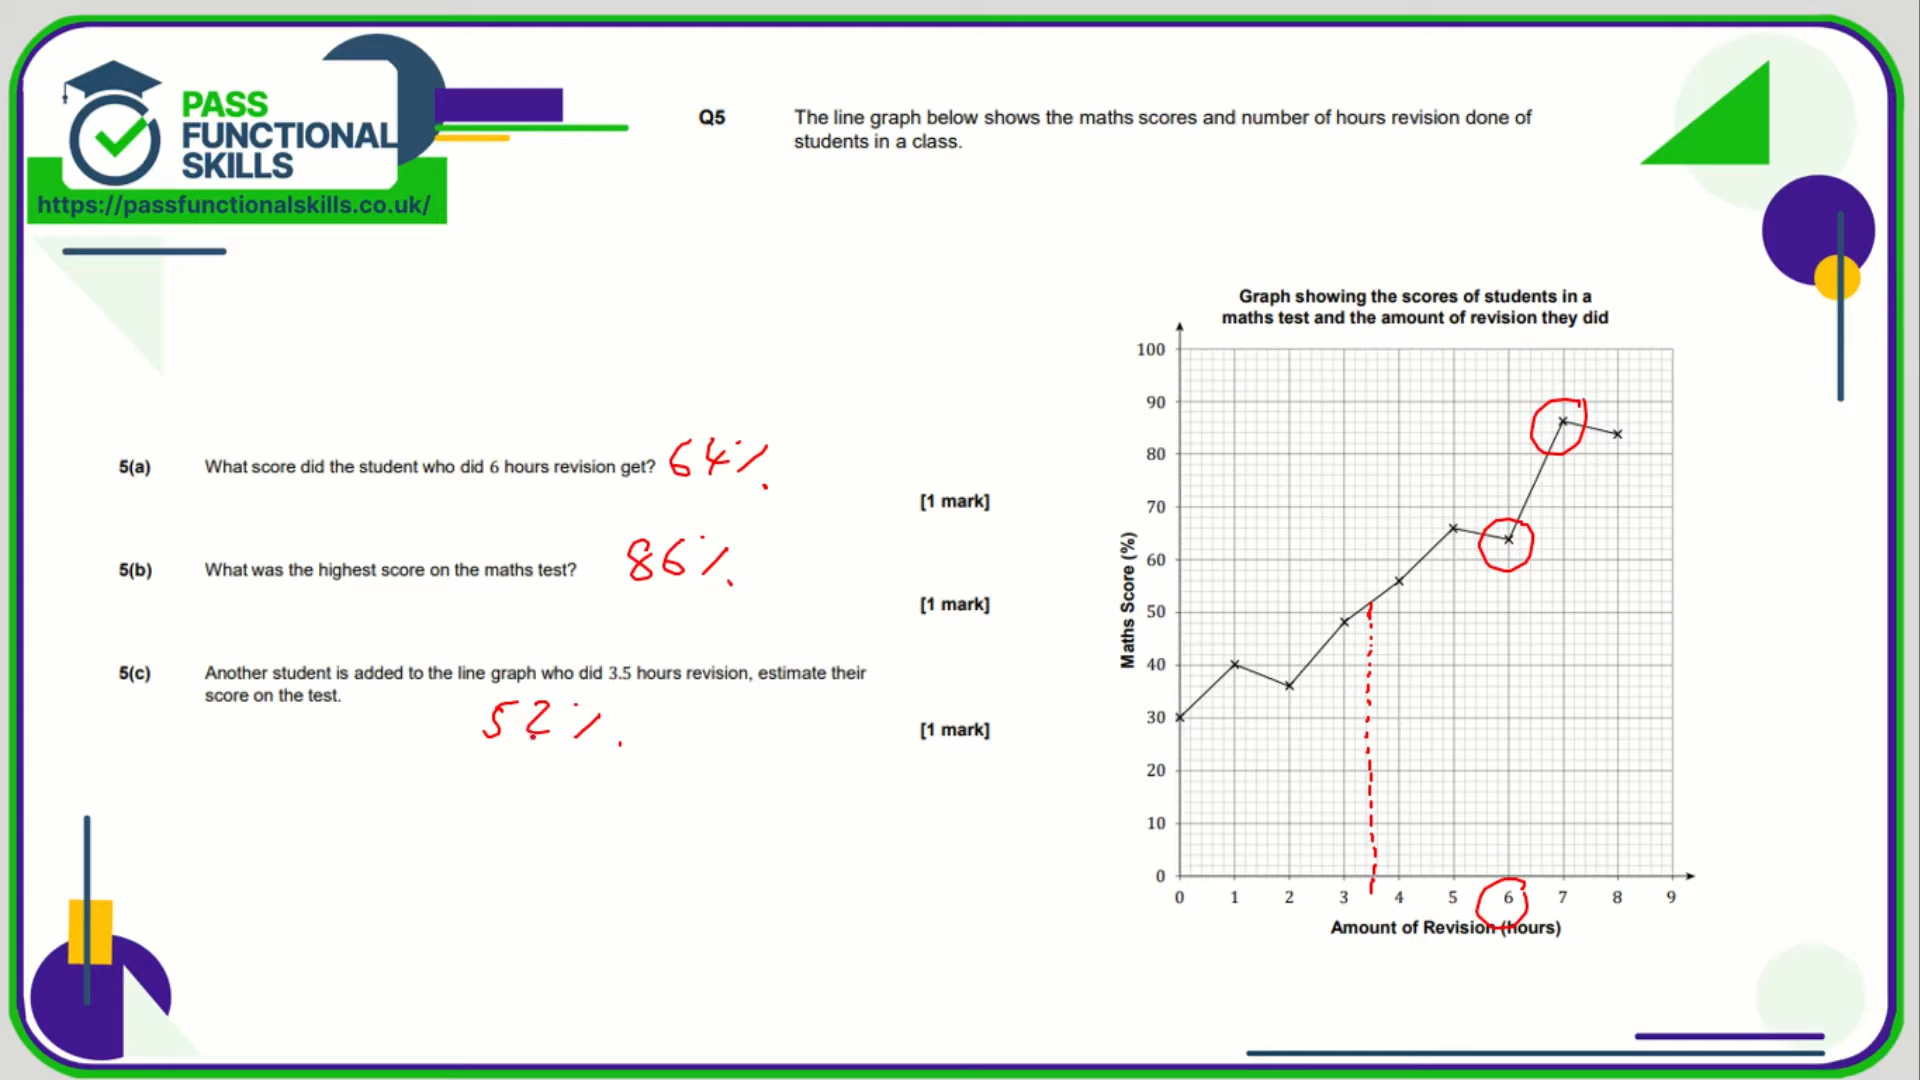 PASS
FUNCTIONAL
SKILLS
https://passfunctionalskills.co.uk/
Q5 The line graph below shows the maths scores and number of hours revision done of
students in a class.
5(a) What score did the student who did 6 hours revision get? 64%
[1 mark]
5(b) What was the highest score on the maths test? 86%
[1 mark]
5(c) Another student is added to the line graph who did 3.5 hours revision, estimate their
score on the test.
52%
[1 mark]
Graph showing the scores of students in a
maths test and the amount of revision they did
100
90
80
70
60
50
40
30
20
10
0
Maths Score (%)
0 1 2 3 4 5 6 7 8 9
Amount of Revision (hours)